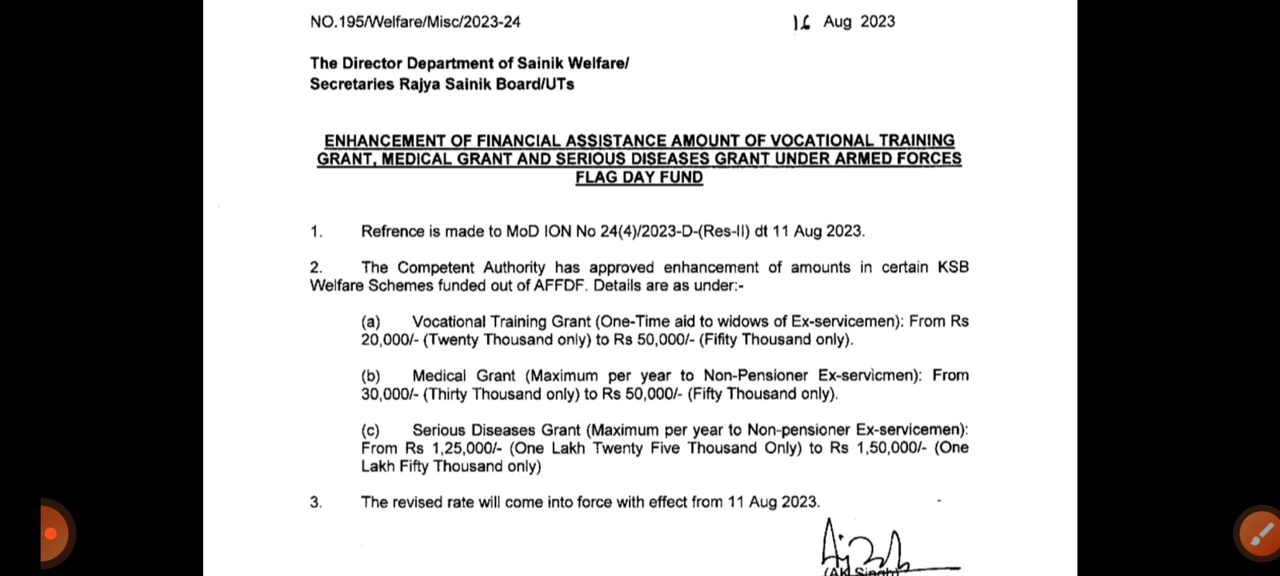 NO.195/Welfare/Misc/2023-24 16 Aug 2023
The Director Department of Sainik Welfare/
Secretaries Rajya Sainik Board/UTs
ENHANCEMENT OF FINANCIAL ASSISTANCE AMOUNT OF VOCATIONAL TRAINING
GRANT, MEDICAL GRANT AND SERIOUS DISEASES GRANT UNDER ARMED FORCES
FLAG DAY FUND
1. Refrence is made to MoD ION No 24(4)/2023-D-(Res-II) dt 11 Aug 2023.
2. The Competent Authority has approved enhancement of amounts in certain KSB
Welfare Schemes funded out of AFFDF. Details are as under:-
(a) Vocational Training Grant (One-Time aid to widows of Ex-servicemen): From Rs
20,000/- (Twenty Thousand only) to Rs 50,000/- (Fifity Thousand only).
(b) Medical Grant (Maximum per year to Non-Pensioner Ex-servicmen): From
30,000/- (Thirty Thousand only) to Rs 50,000/- (Fifty Thousand only).
(c) Serious Diseases Grant (Maximum per year to Non-pensioner Ex-servicemen):
From Rs 1,25,000/- (One Lakh Twenty Five Thousand Only) to Rs 1,50,000/- (One
Lakh Fifty Thousand only)
3. The revised rate will come into force with effect from 11 Aug 2023.
(AK Singh)